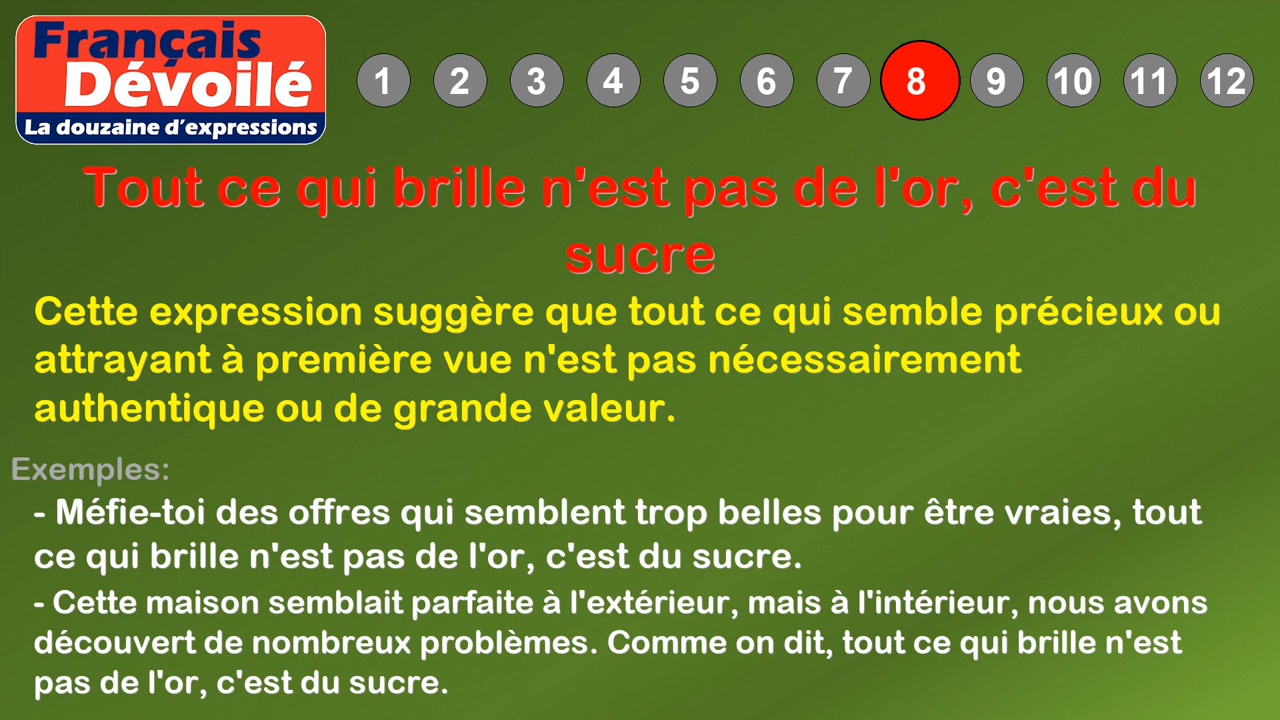 Français
Dévoilé
La douzaine d'expressions
1 2 3 4 5 6 7 8 9 10 11 12
Tout ce qui brille n'est pas de l'or, c'est du
sucre
Cette expression suggère que tout ce qui semble précieux ou
attrayant à première vue n'est pas nécessairement
authentique ou de grande valeur.
Exemples:
- Méfie-toi des offres qui semblent trop belles pour être vraies, tout
ce qui brille n'est pas de l'or, c'est du sucre.
- Cette maison semblait parfaite à l'extérieur, mais à l'intérieur, nous avons
découvert de nombreux problèmes. Comme on dit, tout ce qui brille n'est
pas de l'or, c'est du sucre.